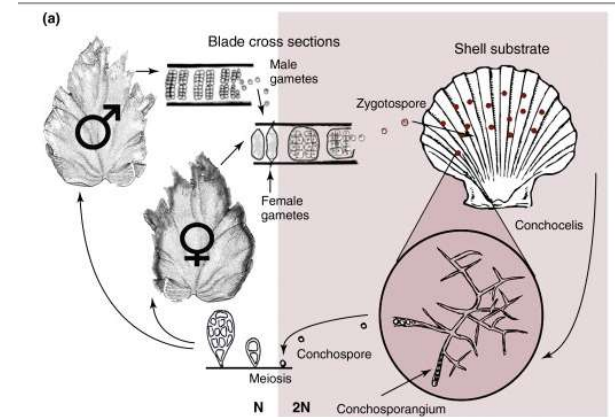 (a)
Blade cross sections
Male
gametes
Shell substrate
Zygotospore
Female
gametes
Conchocelis
Conchospore
Meiosis
N 2N
Conchosporangium